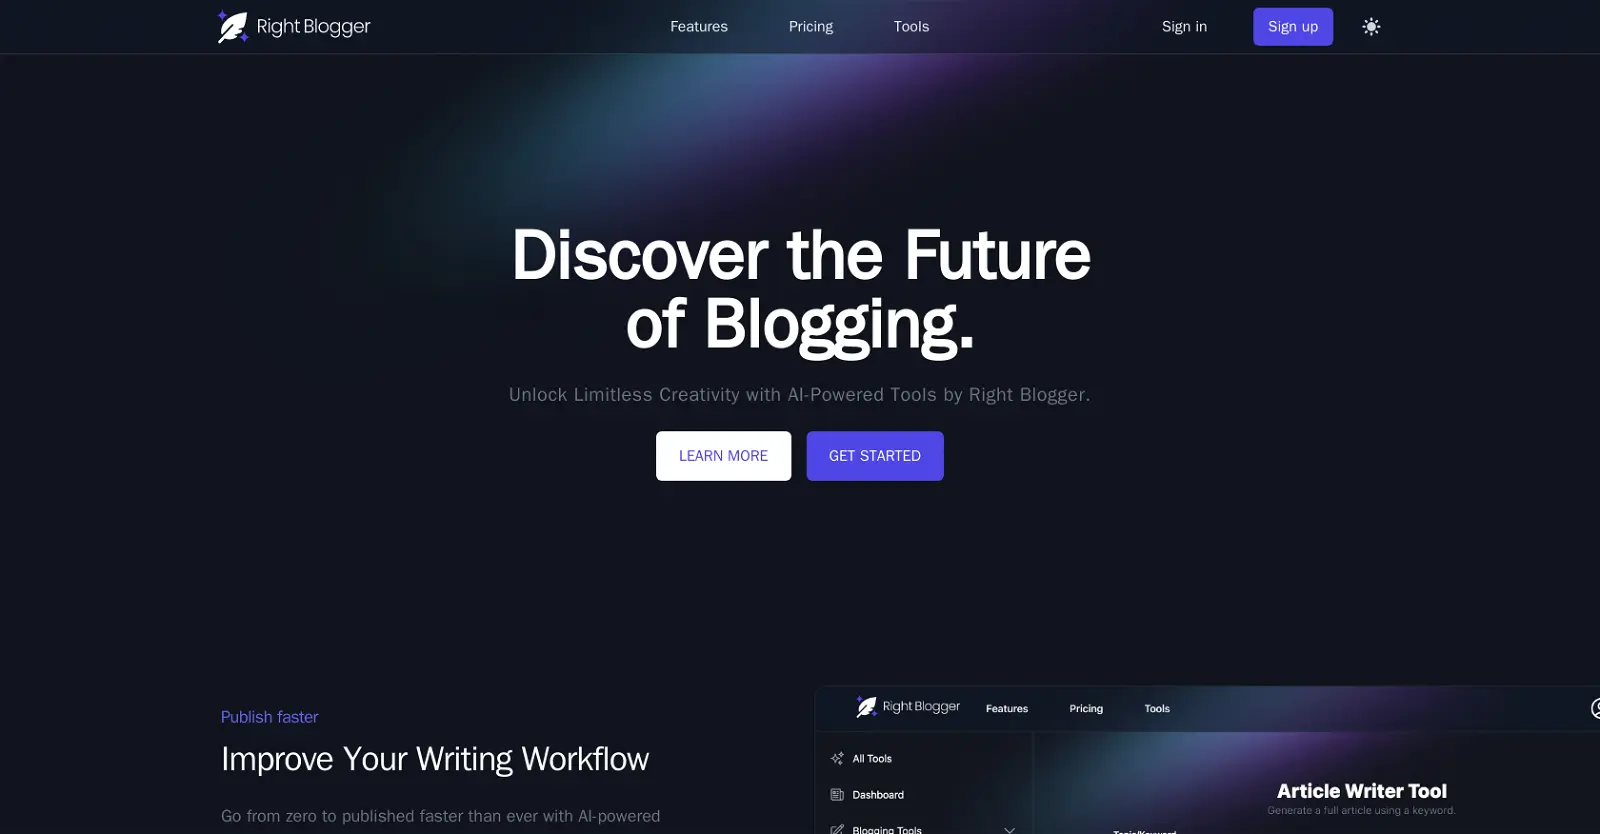 Right Blogger
Features
Pricing
Tools
Sign in
Sign up
Discover the Future
of Blogging.
Unlock Limitless Creativity with AI-Powered Tools by Right Blogger.
LEARN MORE
GET STARTED
Publish faster
Improve Your Writing Workflow
Go from zero to published faster than ever with AI-powered
Right Blogger
Features
Pricing
Tools
All Tools
Dashboard
Blogging Tools
Article Writer Tool
Generate a full article using a keyword.
Topic/Keyword